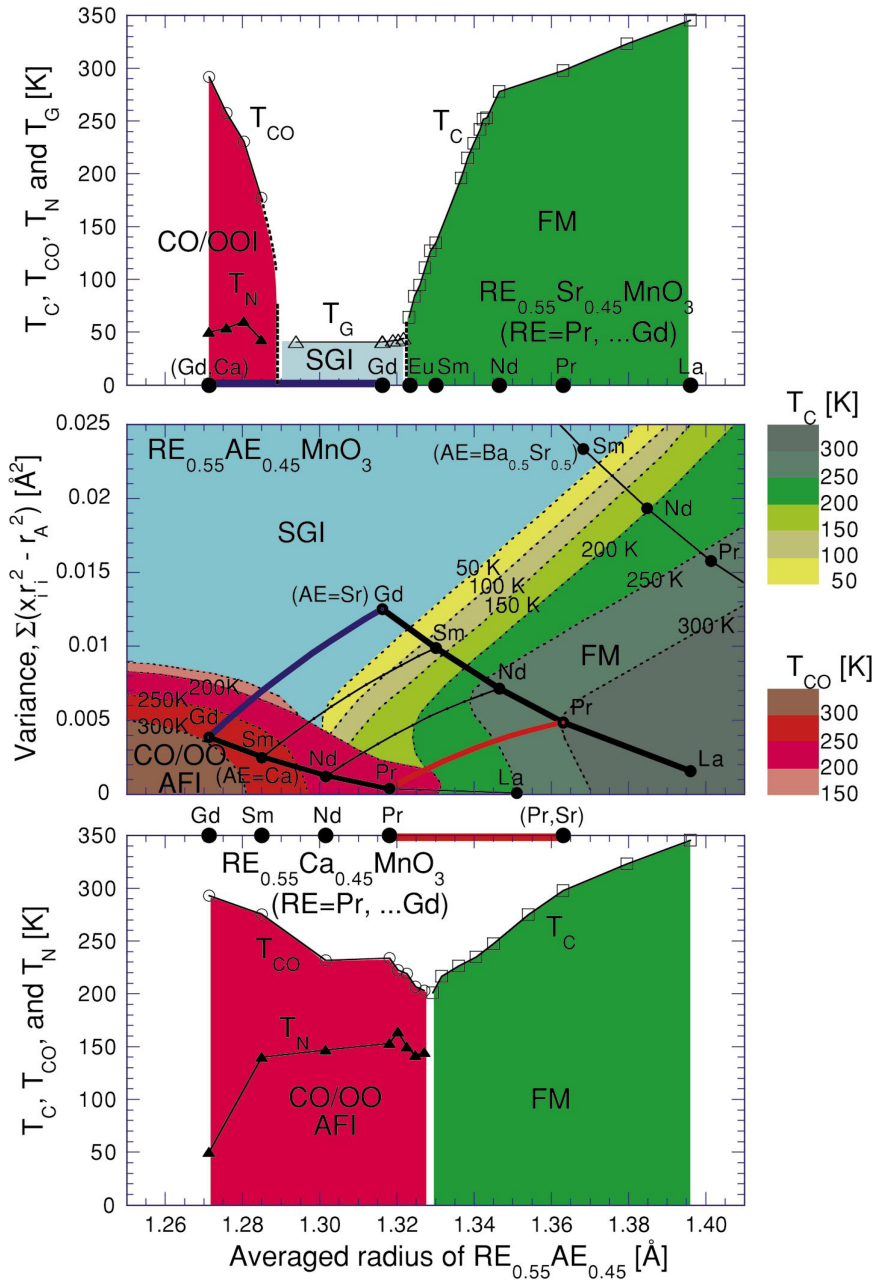 350
300
250
200
150
100
50
0
T_C, T_CO, T_N and T_G [K]
T_CO
T_C
CO/OOI
T_N
T_G
SGI
FM
RE_0.55Sr_0.45MnO_3
(RE=Pr, ...Gd)
(Gd,Ca) Gd Eu Sm Nd Pr La
0.025
0.02
0.015
0.01
0.005
0
Variance, Σ(x_i r_i^2 - r_A^2) [Å^2]
RE_0.55AE_0.45MnO_3
SGI
(AE=Ba_0.5Sr_0.5)
Sm
Nd
Pr
50 K
100 K
150 K
200 K
250 K
300 K
(AE=Sr) Gd
Sm
Nd
FM
Pr
La
200K
250K
300K
Gd
Sm
Nd
Pr
La
CO/OO
AFI
(AE=Ca)
T_C [K]
300
250
200
150
100
50
T_CO [K]
300
250
200
150
Gd Sm Nd Pr (Pr,Sr)
350
300
250
200
150
100
50
0
T_C, T_CO, and T_N [K]
RE_0.55Ca_0.45MnO_3
(RE=Pr, ...Gd)
T_CO
T_C
T_N
CO/OO
AFI
FM
1.26 1.28 1.30 1.32 1.34 1.36 1.38 1.40
Averaged radius of RE_0.55AE_0.45 [Å]